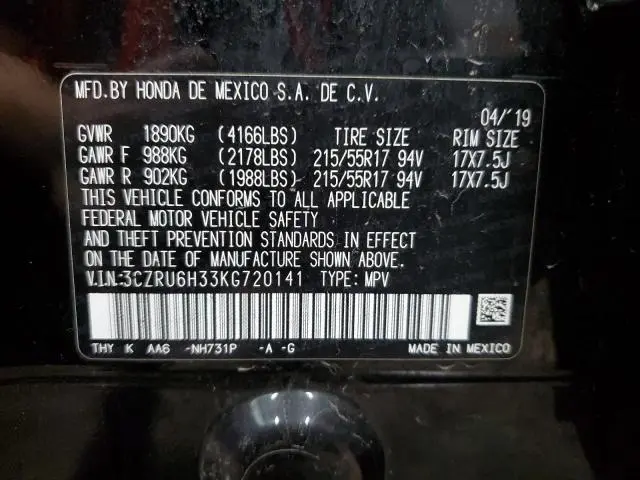 MFD.BY HONDA DE MEXICO S.A. DE C.V.
04/'19
GVWR 1890KG (4166LBS) TIRE SIZE RIM SIZE
GAWR F 988KG (2178LBS) 215/55R17 94V 17X7.5J
GAWR R 902KG (1988LBS) 215/55R17 94V 17X7.5J
THIS VEHICLE CONFORMS TO ALL APPLICABLE
FEDERAL MOTOR VEHICLE SAFETY
AND THEFT PREVENTION STANDARDS IN EFFECT
ON THE DATE OF MANUFACTURE SHOWN ABOVE.
V.I.N:3CZRU6H33KG720141 TYPE: MPV
THY K AA6 -NH731P -A -G MADE IN MEXICO